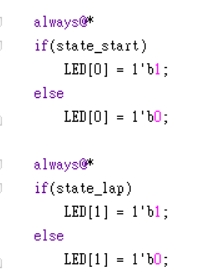 always@*
if(state_start)
LED[0] = 1'b1;
else
LED[0] = 1'b0;
always@*
if(state_lap)
LED[1] = 1'b1;
else
LED[1] = 1'b0;